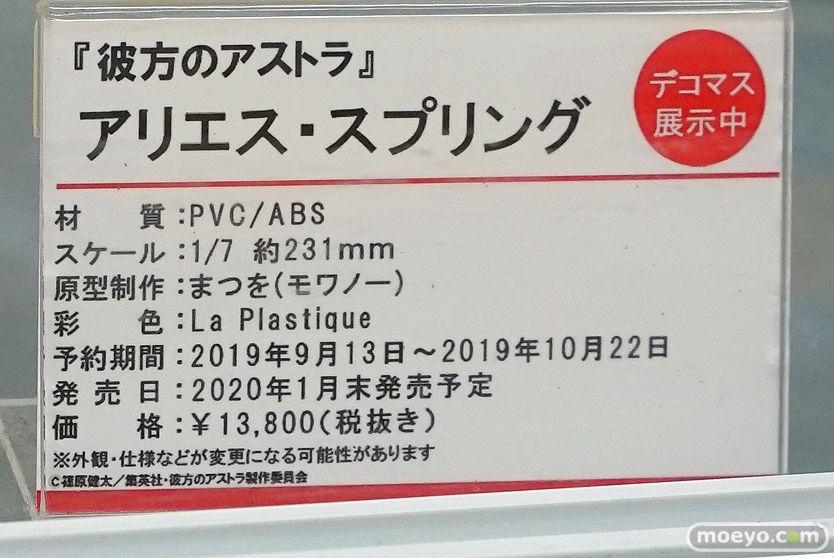 『彼方のアストラ』
アリエス・スプリング
デコマス
展示中
材 質:PVC/ABS
スケール:1/7 約231mm
原型制作:まつを(モワノー)
彩 色:La Plastique
予約期間:2019年9月13日~2019年10月22日
発売日:2020年1月末発売予定
価 格:¥13,800(税抜き)
※外観・仕様などが変更になる可能性があります
©篠原健太/集英社・彼方のアストラ製作委員会
moeyo.com